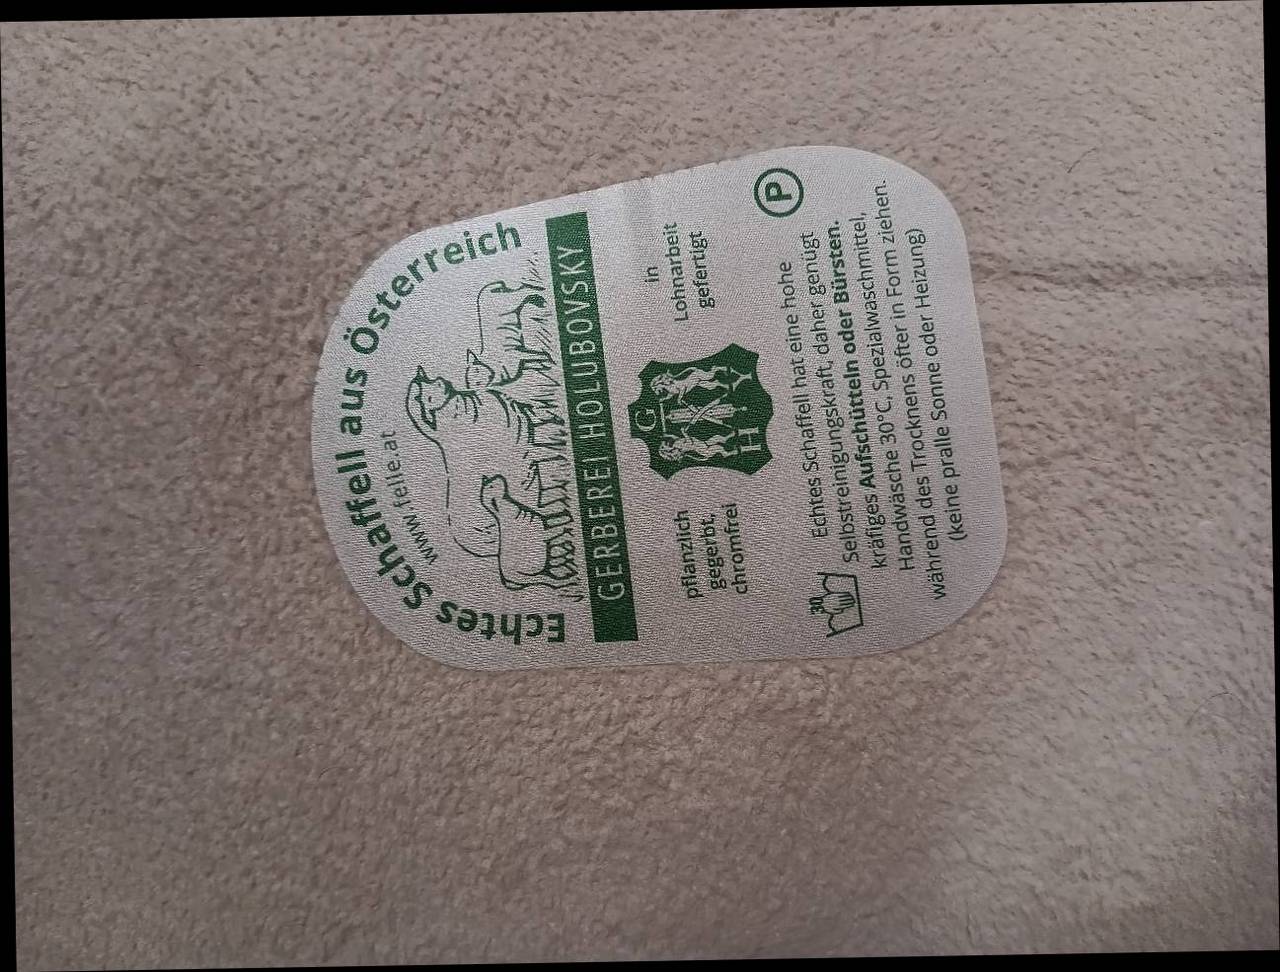 Echtes Schaffell aus Österreich
www.felle.at
GERBEREI HOLUBOVSKY
pflanzlich
gegerbt,
chromfrei
G
H
in
Lohnarbeit
gefertigt
P
30
Echtes Schaffell hat eine hohe
Selbstreinigungskraft, daher genügt
kräfiges Aufschütteln oder Bürsten.
Handwäsche 30°C, Spezialwaschmittel,
während des Trocknens öfter in Form ziehen.
(keine pralle Sonne oder Heizung)